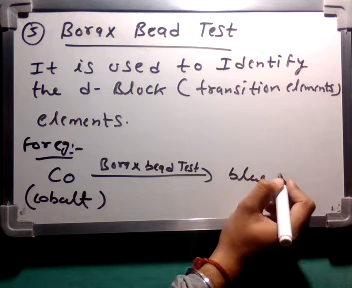 ⑤ Borax Bead Test
It is used to Identify
the d-Block (transition elements)
elements.
For eg:-
Co Borax bead Test → blu
(cobalt)